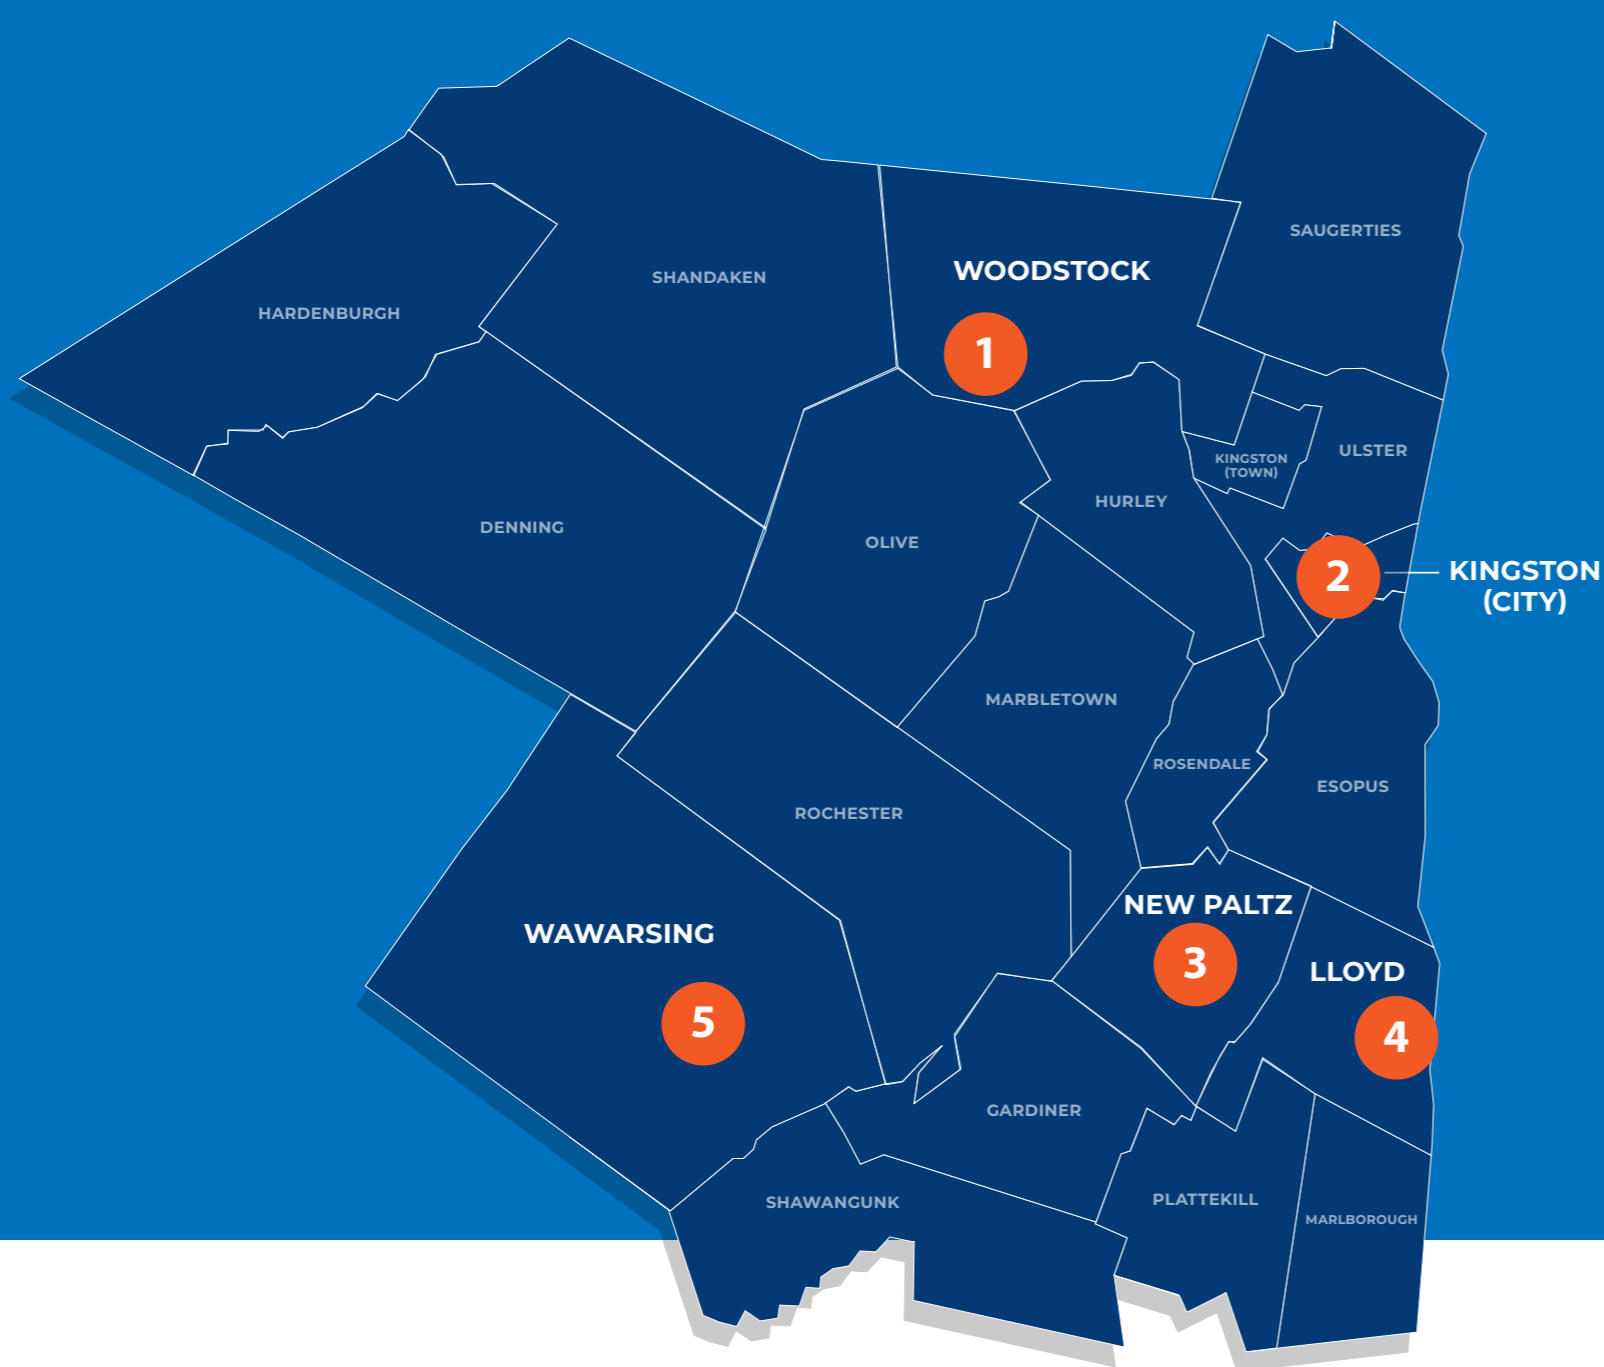 SAUGERTIES
WOODSTOCK
SHANDAKEN
HARDENBURGH
1
ULSTER
KINGSTON
(TOWN)
HURLEY
DENNING
OLIVE
2
KINGSTON
(CITY)
MARBLETOWN
ROSENDALE
ESOPUS
ROCHESTER
NEW PALTZ
WAWARSING
3
LLOYD
5
4
GARDINER
PLATTEKILL
SHAWANGUNK
MARLBOROUGH